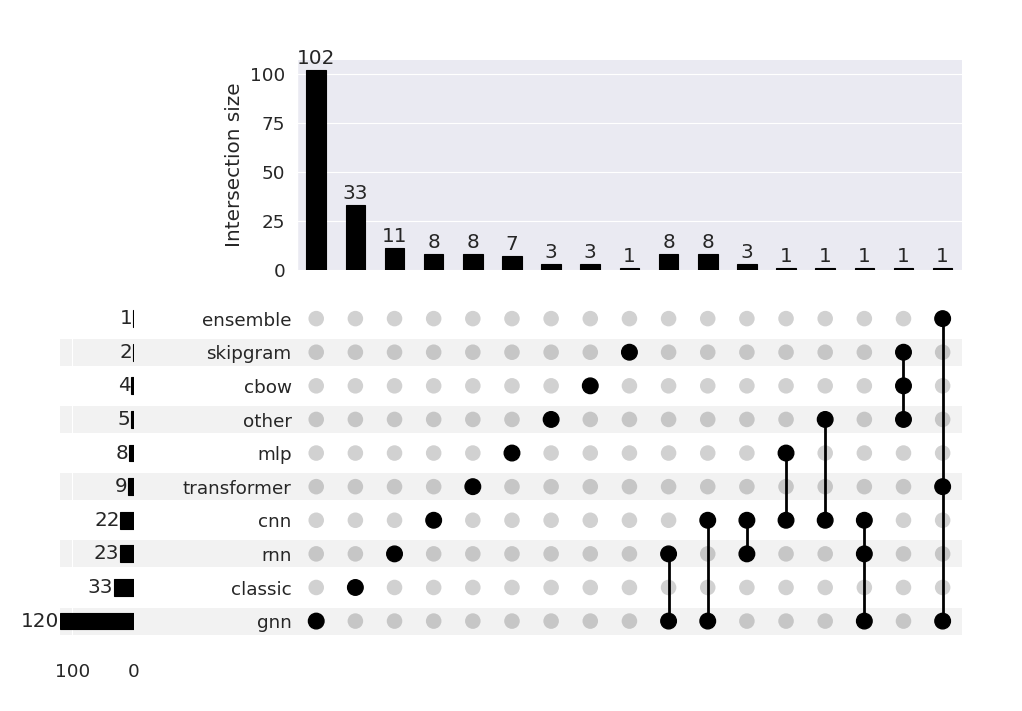 102
100
75
50
25
0
Intersection size
33
11
8
8
7
3
3
1
8
8
3
1
1
1
1
1
1 ensemble
2 skipgram
4 cbow
5 other
8 mlp
9 transformer
22 cnn
23 rnn
33 classic
120 gnn
100 0